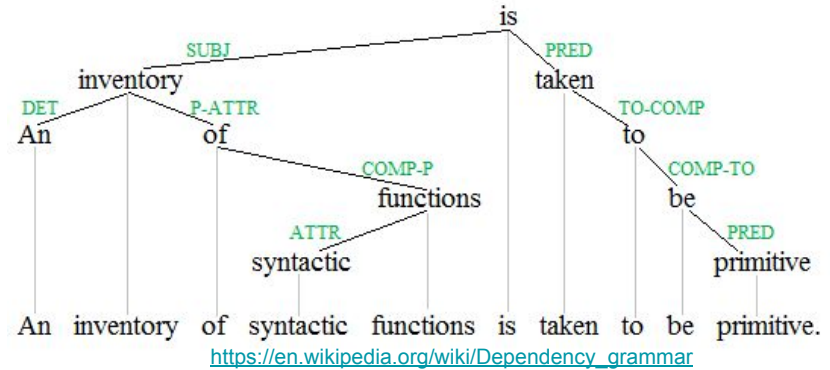 is
SUBJ PRED
inventory taken
DET P-ATTR TO-COMP
An of to
COMP-P COMP-TO
functions be
ATTR PRED
syntactic primitive
An inventory of syntactic functions is taken to be primitive.
https://en.wikipedia.org/wiki/Dependency_grammar